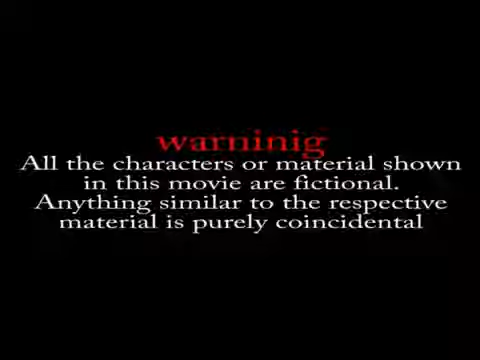 warninig
All the characters or material shown
in this movie are fictional.
Anything similar to the respective
material is purely coincidental